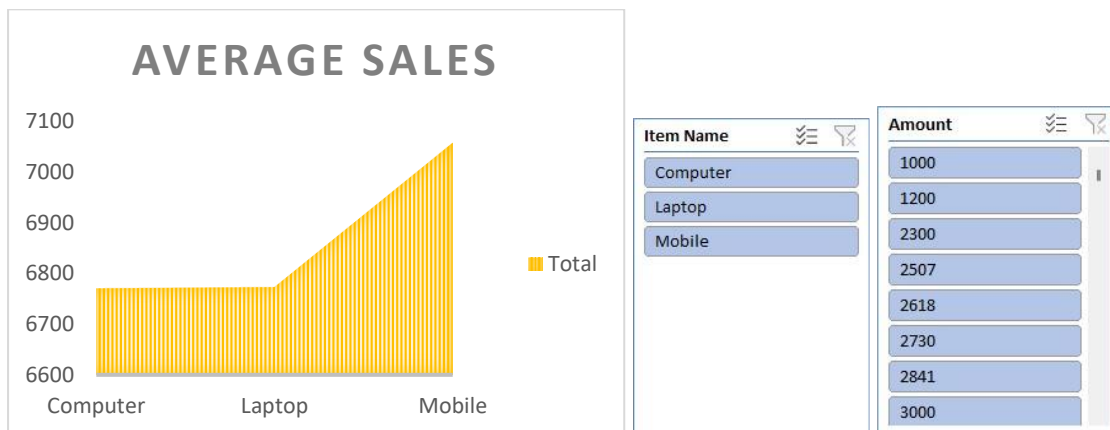 AVERAGE SALES
7100
7000
6900
6800
6700
6600
Computer
Laptop
Mobile
Total
Item Name
Computer
Laptop
Mobile
Amount
1000
1200
2300
2507
2618
2730
2841
3000